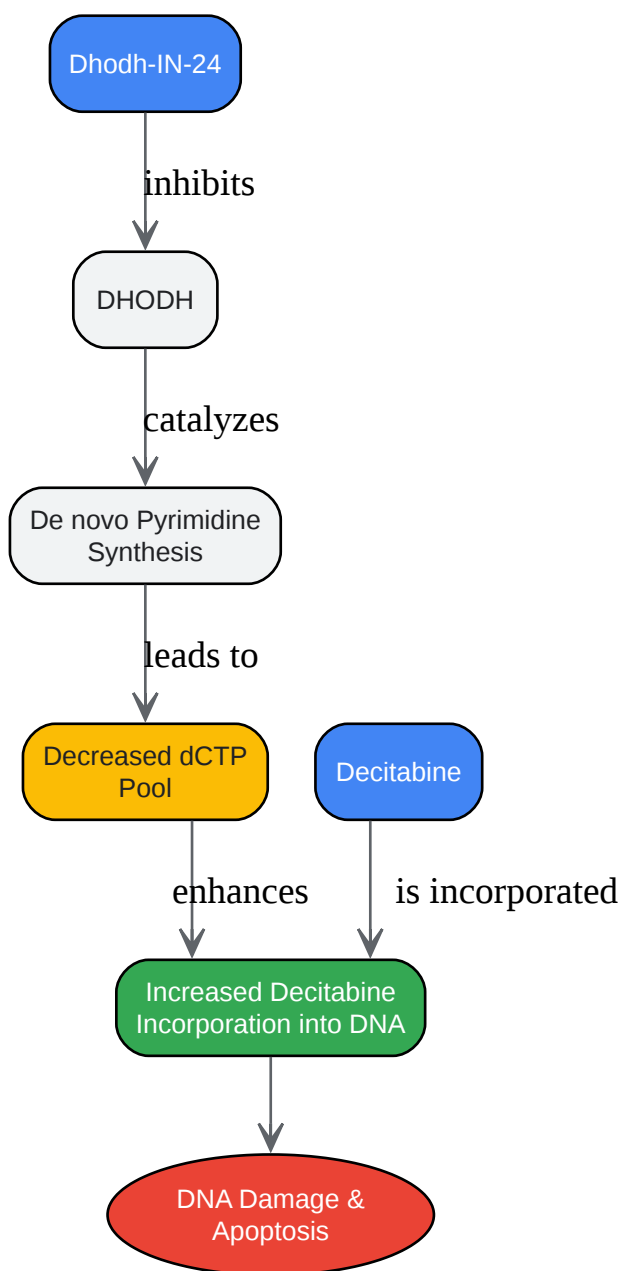 Dhodh-IN-24
inhibits
DHODH
catalyzes
De novo Pyrimidine
Synthesis
leads to
Decreased dCTP
Pool
Decitabine
enhances
is incorporated
Increased Decitabine
Incorporation into DNA
DNA Damage &
Apoptosis